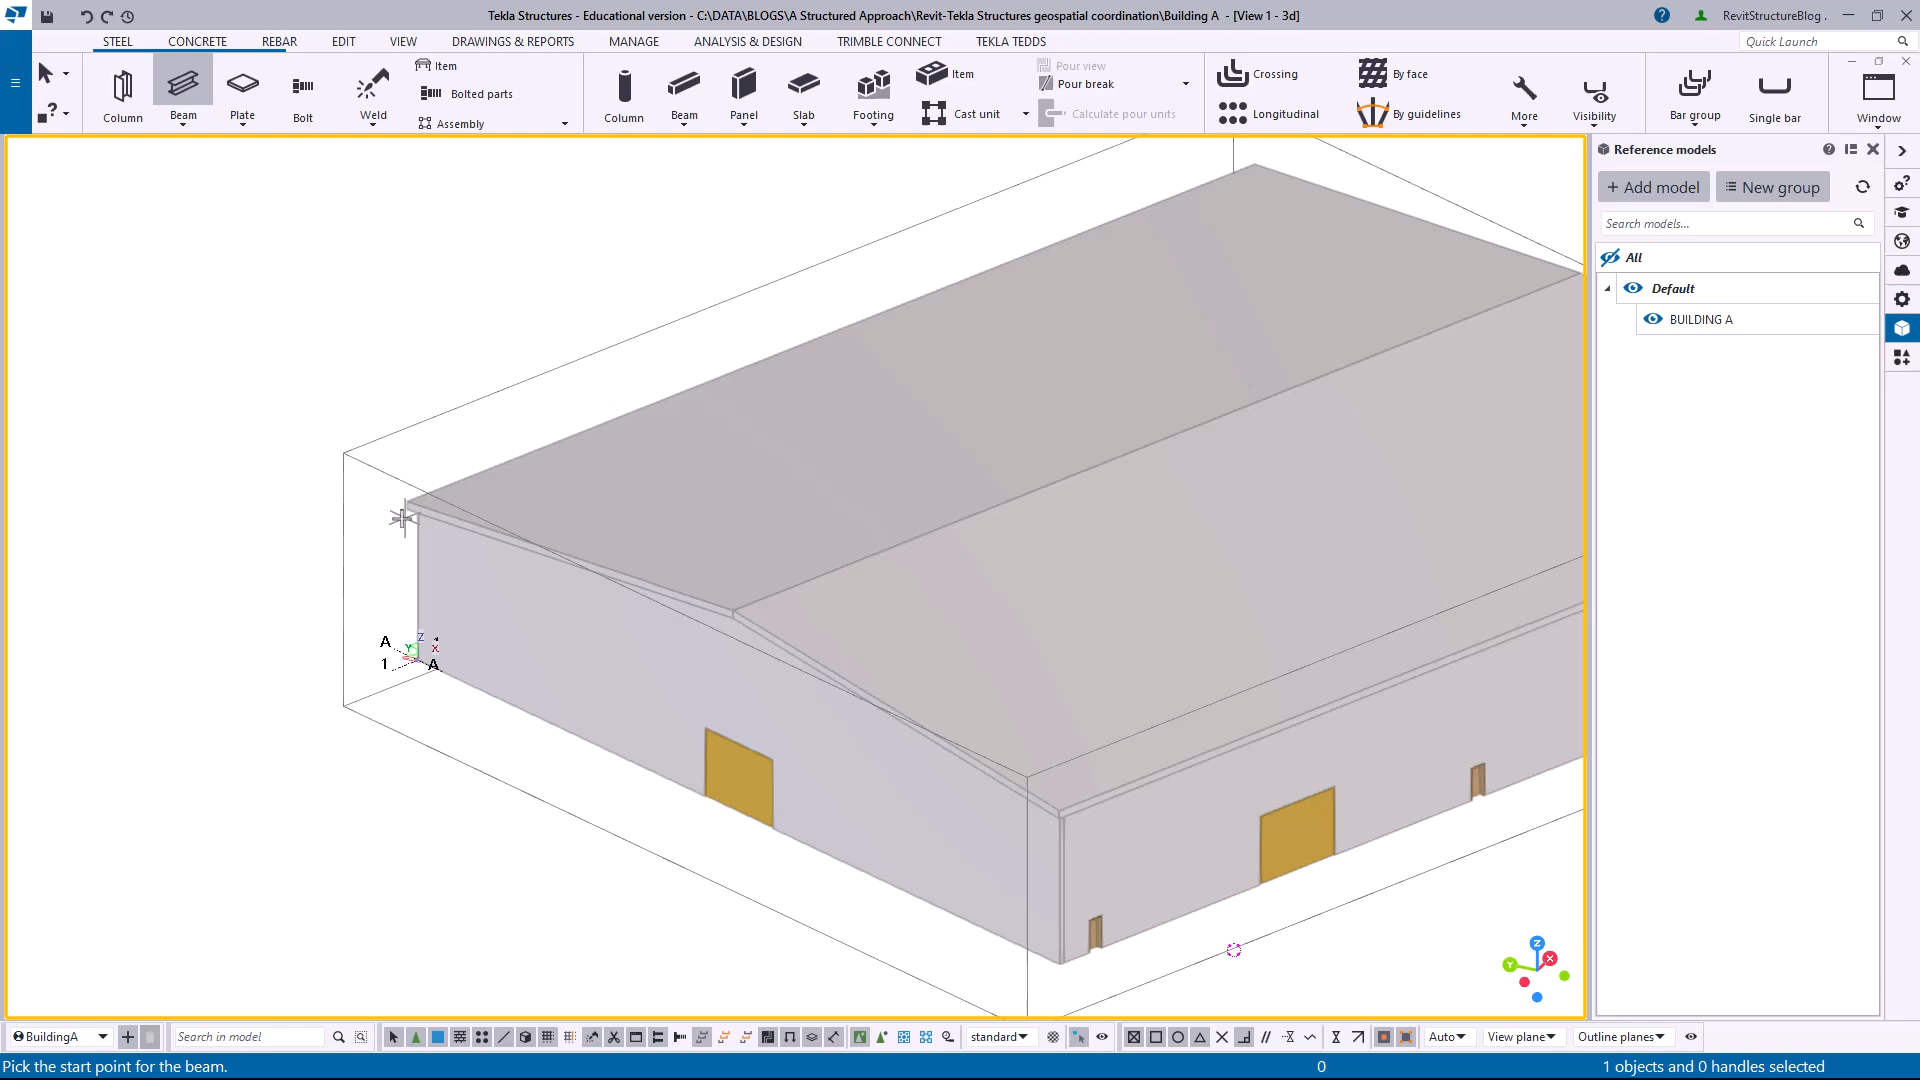 Tekla Structures - Educational version - C:\DATA\BLOGS\A Structured Approach\Revit-Tekla Structures geospatial coordination\Building A - [View 1 - 3d]
RevitStructureBlog .
STEEL CONCRETE REBAR EDIT VIEW DRAWINGS & REPORTS MANAGE ANALYSIS & DESIGN TRIMBLE CONNECT TEKLA TEDDS
Quick Launch
Column
Beam
Plate
Bolt
Weld
Item
Bolted parts
Assembly
Column
Beam
Panel
Slab
Footing
Item
Cast unit
Pour view
Pour break
Calculate pour units
Crossing
Longitudinal
By face
By guidelines
More
Visibility
Bar group
Single bar
Window
Reference models
+ Add model
New group
Search models...
All
Default
BUILDING A
A
1
Z
Y
X
A
Z
Y
X
BuildingA
Search in model
standard
Auto
View plane
Outline planes
Pick the start point for the beam.
0
1 objects and 0 handles selected